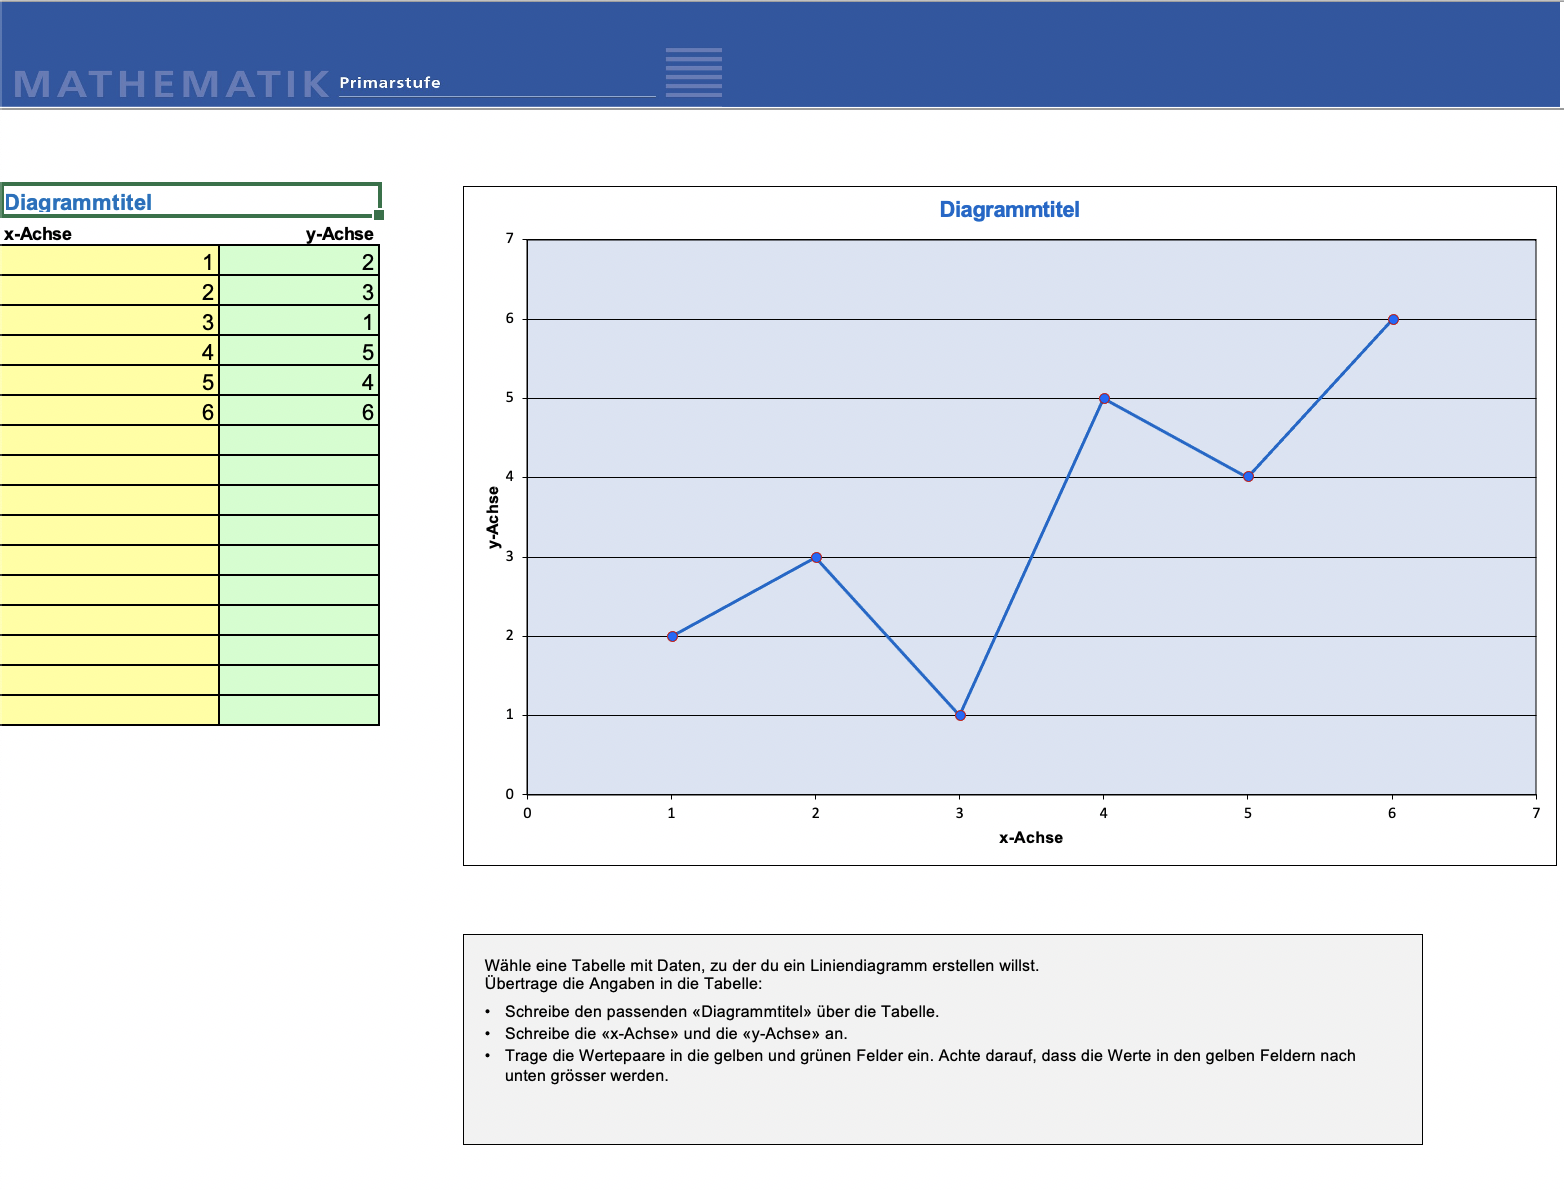 MATHEMATIK Primarstufe
Diagrammtitel
x-Achse y-Achse
1 2
2 3
3 1
4 5
5 4
6 6
Diagrammtitel
7
6
5
4
3
2
1
0
y-Achse
0 1 2 3 4 5 6 7
x-Achse
Wähle eine Tabelle mit Daten, zu der du ein Liniendiagramm erstellen willst.
Übertrage die Angaben in die Tabelle:
• Schreibe den passenden «Diagrammtitel» über die Tabelle.
• Schreibe die «x-Achse» und die «y-Achse» an.
• Trage die Wertepaare in die gelben und grünen Felder ein. Achte darauf, dass die Werte in den gelben Feldern nach
unten grösser werden.